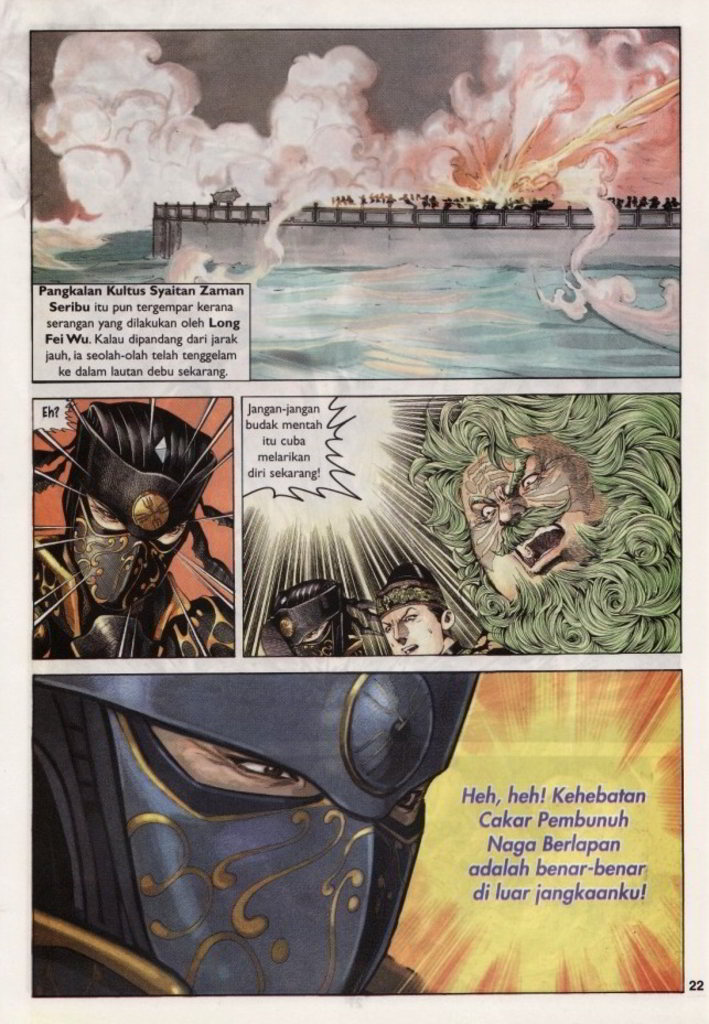 Pangkalan Kultus Syaitan Zaman
Seribu itu pun tergempar kerana
serangan yang dilakukan oleh Long
Fei Wu. Kalau dipandang dari jarak
jauh, ia seolah-olah telah tenggelam
ke dalam lautan debu sekarang.
Eh?
Jangan-jangan
budak mentah
itu cuba
melarikan
diri sekarang!
Heh, heh! Kehebatan
Cakar Pembunuh
Naga Berlapan
adalah benar-benar
di luar jangkaanku!
22